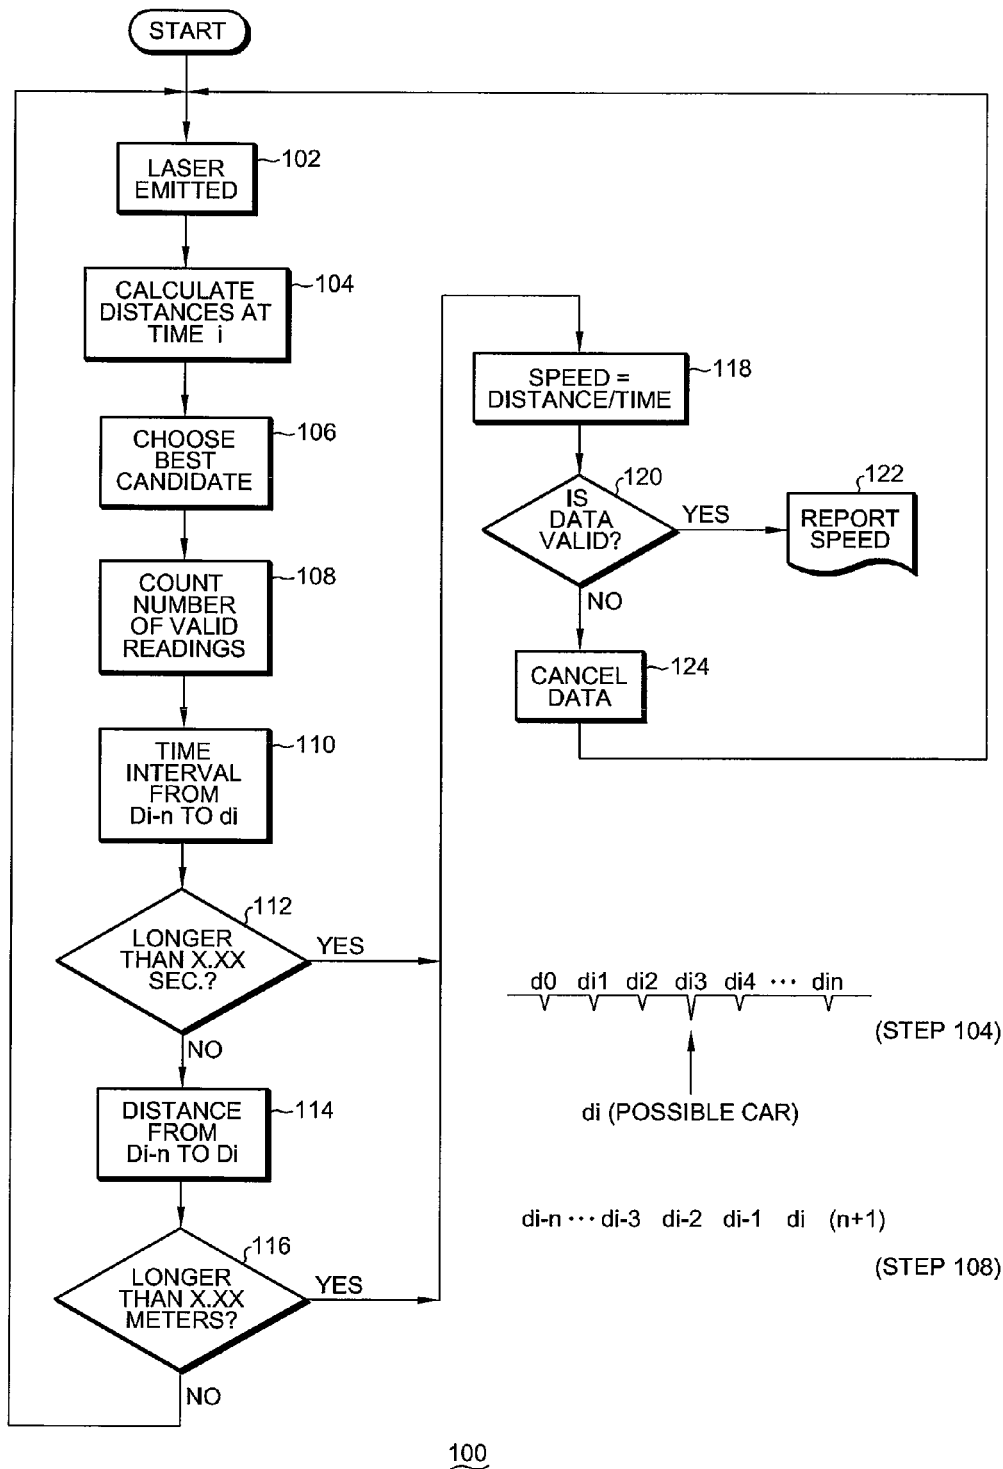 START
LASER
EMITTED
102
CALCULATE
DISTANCES AT
TIME i
104
CHOOSE
BEST
CANDIDATE
106
COUNT
NUMBER
OF VALID
READINGS
108
TIME
INTERVAL
FROM
Di-n TO di
110
LONGER
THAN X.XX
SEC.?
112
YES
NO
DISTANCE
FROM
Di-n TO Di
114
LONGER
THAN X.XX
METERS?
116
YES
NO
SPEED =
DISTANCE/TIME
118
IS
DATA
VALID?
120
YES
NO
REPORT
SPEED
122
CANCEL
DATA
124
d0 di1 di2 di3 di4 ··· din
(STEP 104)
di (POSSIBLE CAR)
di-n ··· di-3 di-2 di-1 di (n+1)
(STEP 108)
100